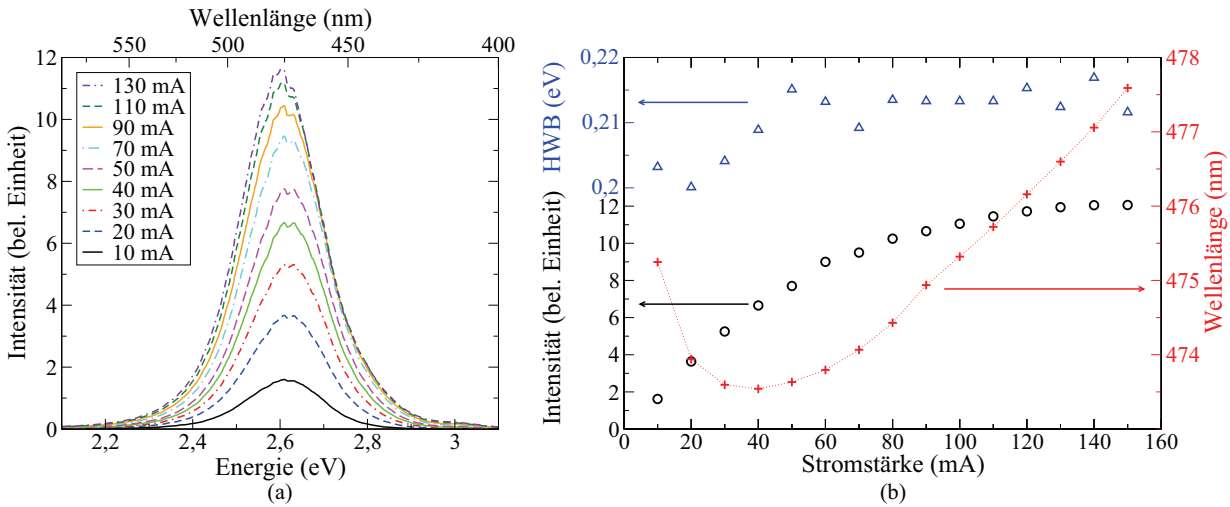 (a)
Wellenlänge (nm)
550 500 450 400
Intensität (bel. Einheit)
12
10
8
6
4
2
0
130 mA
110 mA
90 mA
70 mA
50 mA
40 mA
30 mA
20 mA
10 mA
2,2 2,4 2,6 2,8 3
Energie (eV)
(a)
(b)
HWB (eV)
0,22
0,21
0,2
Intensität (bel. Einheit)
12
10
8
6
4
2
0
478
477
476
475
474
Wellenlänge (nm)
0 20 40 60 80 100 120 140 160
Stromstärke (mA)
(b)